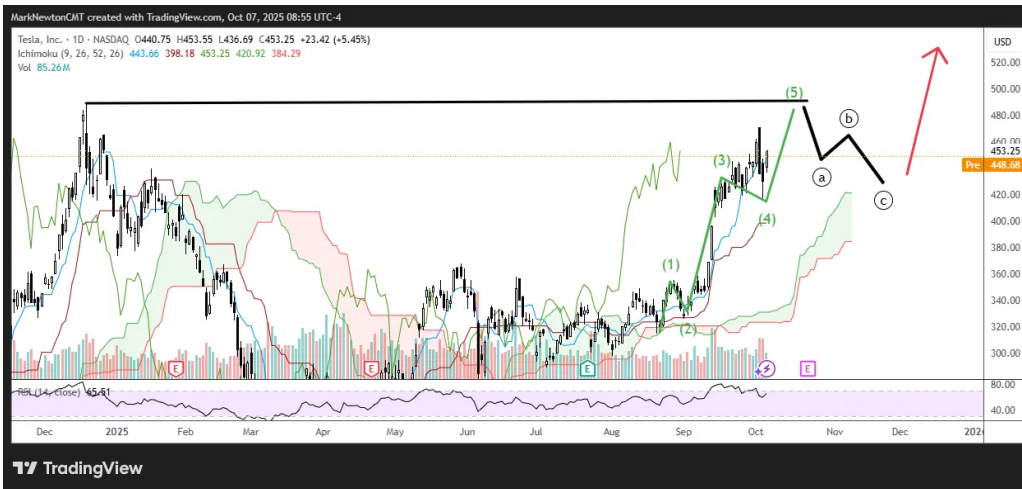 MarkNewtonCMT created with TradingView.com, Oct 07, 2025 08:55 UTC-4
Tesla, Inc. · 1D · NASDAQ O440.75 H453.55 L436.69 C453.25 +23.42 (+5.45%)
Ichimoku (9, 26, 52, 26) 443.66 398.18 453.25 420.92 384.29
Vol 85.26M
USD
520.00
500.00
480.00
460.00
453.25
Pre 448.68
420.00
400.00
380.00
360.00
340.00
320.00
300.00
(1)
(2)
(3)
(4)
(5)
a
b
c
E
E
E
E
RSI (14, close) 65.51
80.00
40.00
Dec 2025 Feb Mar Apr May Jun Jul Aug Sep Oct Nov Dec 2026
TradingView